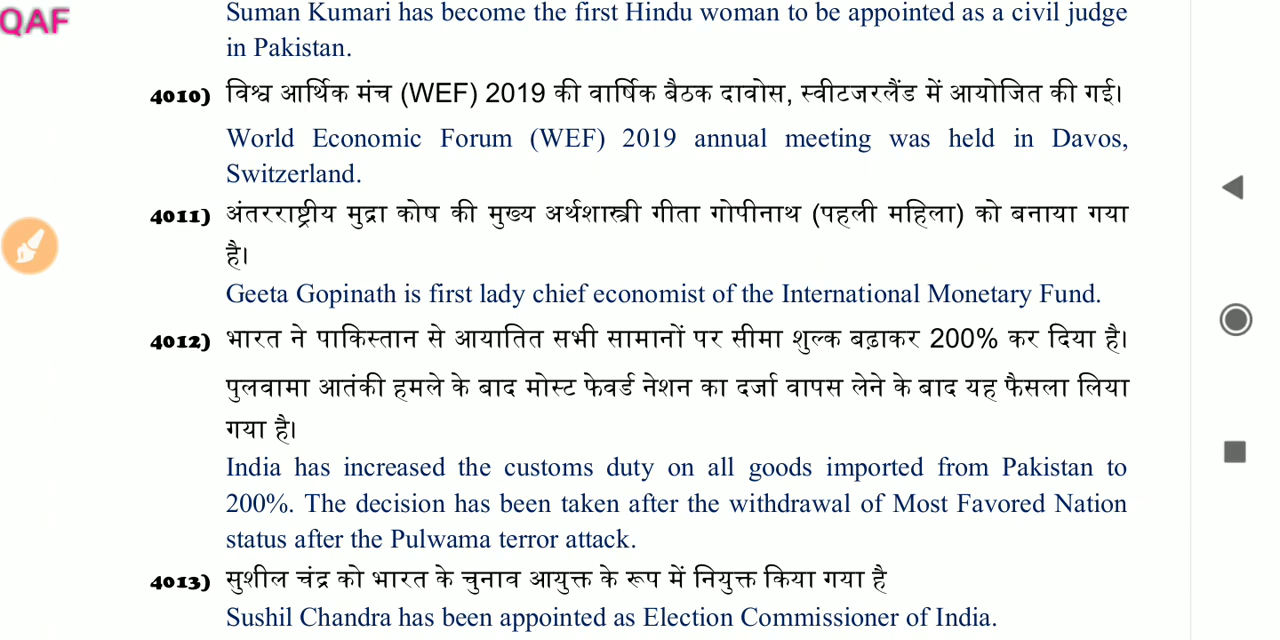 QAF
Suman Kumari has become the first Hindu woman to be appointed as a civil judge
in Pakistan.
4010) विश्व आर्थिक मंच (WEF) 2019 की वार्षिक बैठक दावोस, स्वीटजरलैंड में आयोजित की गई।
World Economic Forum (WEF) 2019 annual meeting was held in Davos,
Switzerland.
4011) अंतरराष्ट्रीय मुद्रा कोष की मुख्य अर्थशास्त्री गीता गोपीनाथ (पहली महिला) को बनाया गया
है।
Geeta Gopinath is first lady chief economist of the International Monetary Fund.
4012) भारत ने पाकिस्तान से आयातित सभी सामानों पर सीमा शुल्क बढ़ाकर 200% कर दिया है।
पुलवामा आतंकी हमले के बाद मोस्ट फेवर्ड नेशन का दर्जा वापस लेने के बाद यह फैसला लिया
गया है।
India has increased the customs duty on all goods imported from Pakistan to
200%. The decision has been taken after the withdrawal of Most Favored Nation
status after the Pulwama terror attack.
4013) सुशील चंद्र को भारत के चुनाव आयुक्त के रूप में नियुक्त किया गया है
Sushil Chandra has been appointed as Election Commissioner of India.